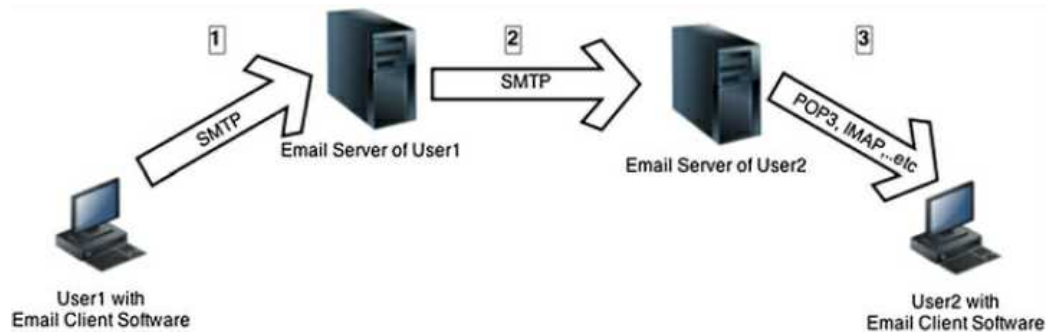 1
2
3
SMTP
SMTP
POP3, IMAP,..etc
Email Server of User1
Email Server of User2
User1 with
Email Client Software
User2 with
Email Client Software